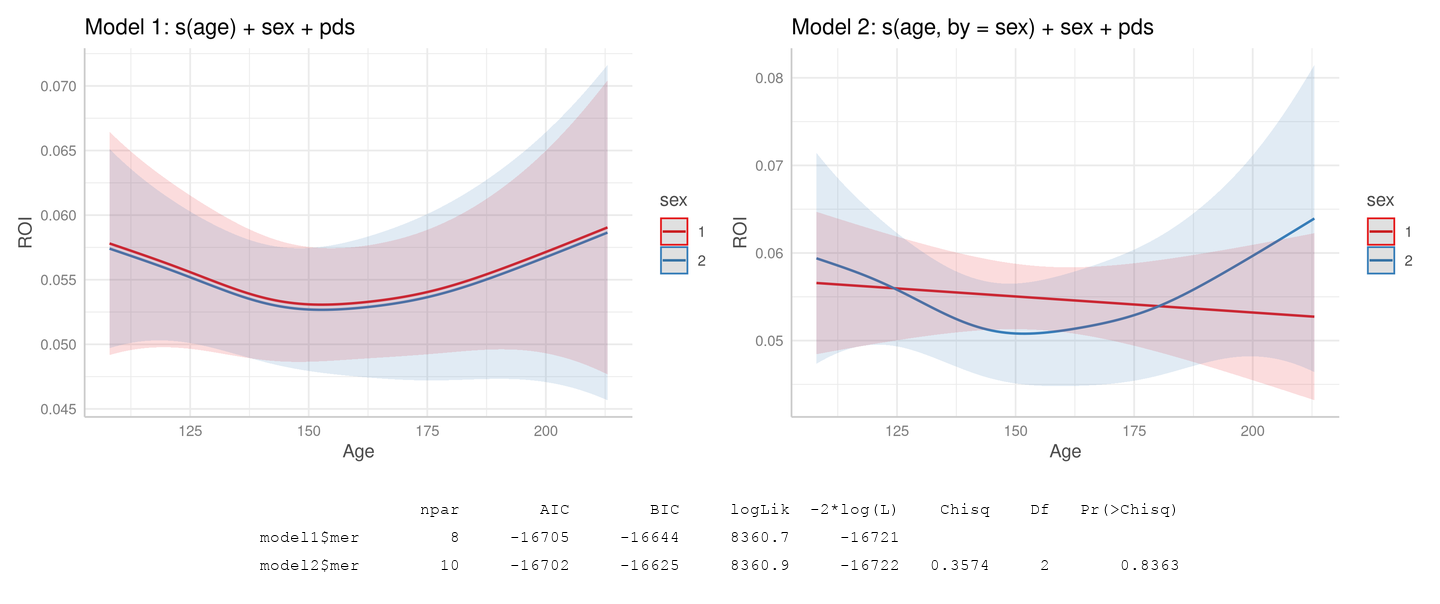 Model 1: s(age) + sex + pds
0.070
0.065
0.060
0.055
0.050
0.045
ROI
125 150 175 200
Age
sex
1
2
Model 2: s(age, by = sex) + sex + pds
0.08
0.07
0.06
0.05
ROI
125 150 175 200
Age
sex
1
2
npar AIC BIC logLik -2*log(L) Chisq Df Pr(>Chisq)
model1$mer 8 -16705 -16644 8360.7 -16721
model2$mer 10 -16702 -16625 8360.9 -16722 0.3574 2 0.8363